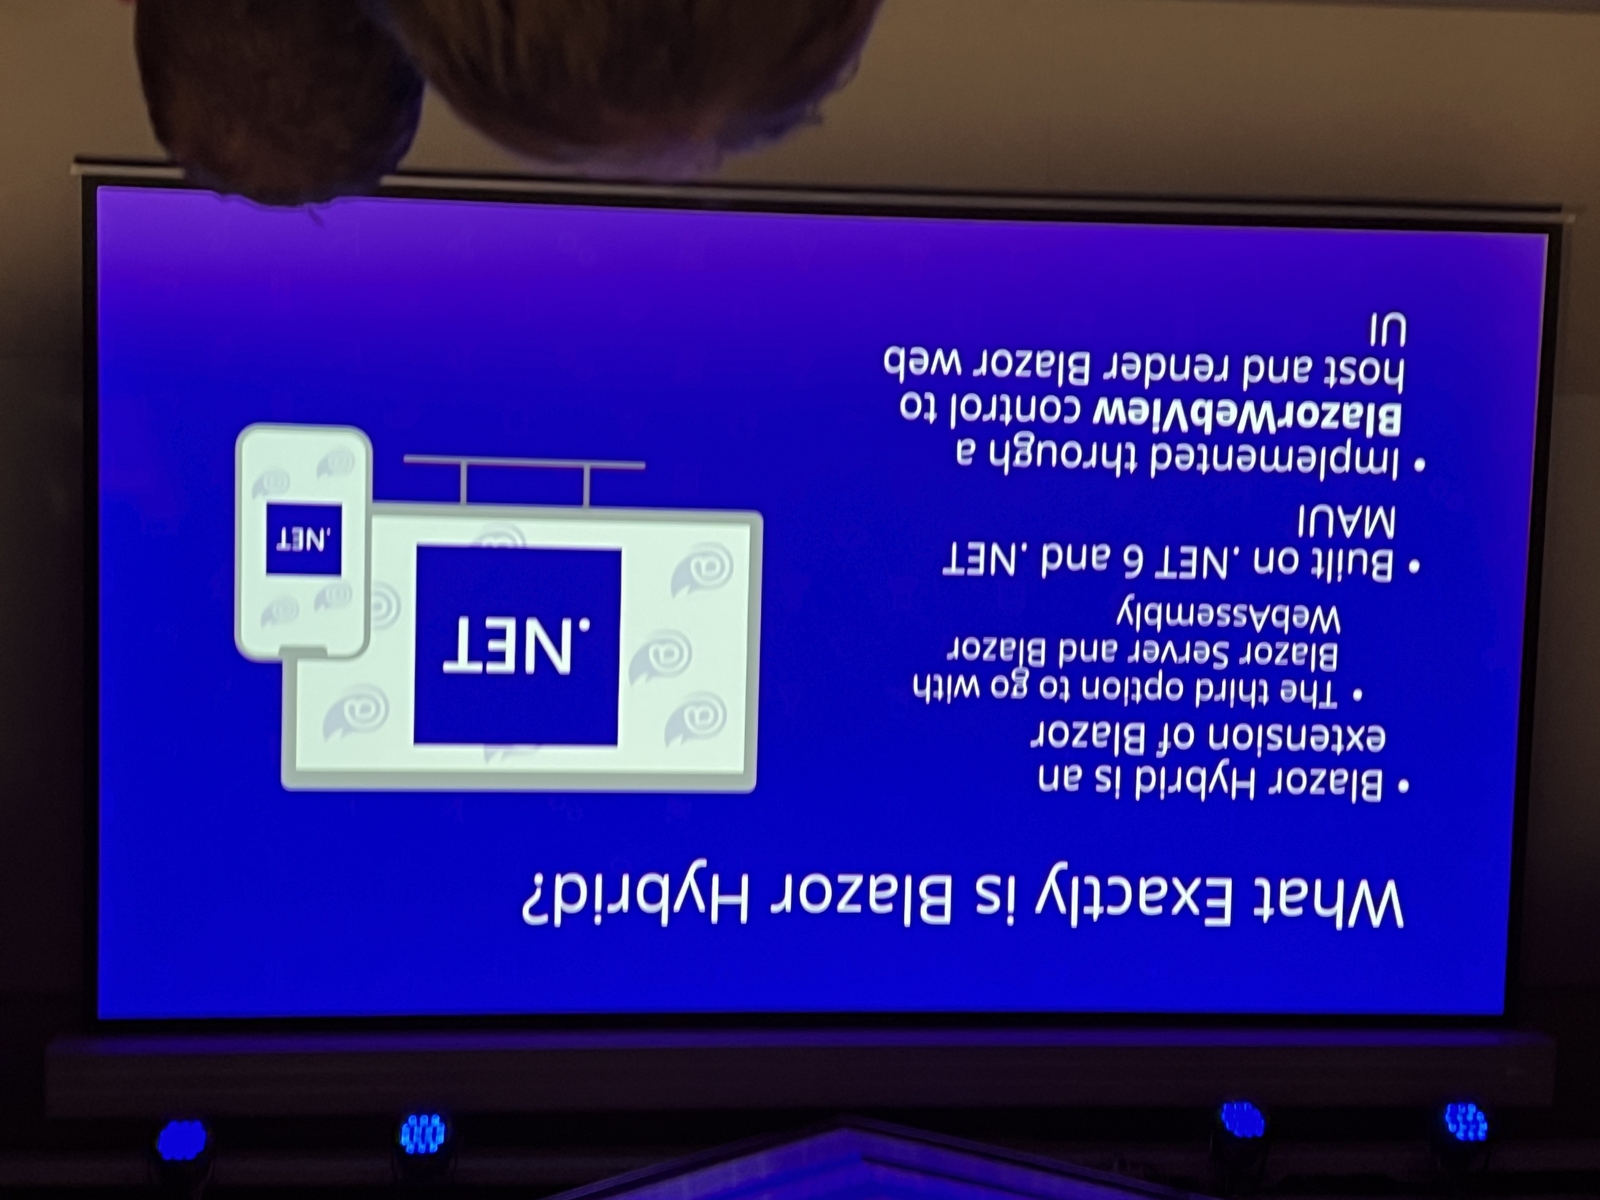 What Exactly is Blazor Hybrid?
• Blazor Hybrid is an
extension of Blazor
• The third option to go with
Blazor Server and Blazor
WebAssembly
• Built on .NET 6 and .NET
MAUI
• Implemented through a
BlazorWebView control to
host and render Blazor web
UI
.NET
.NET